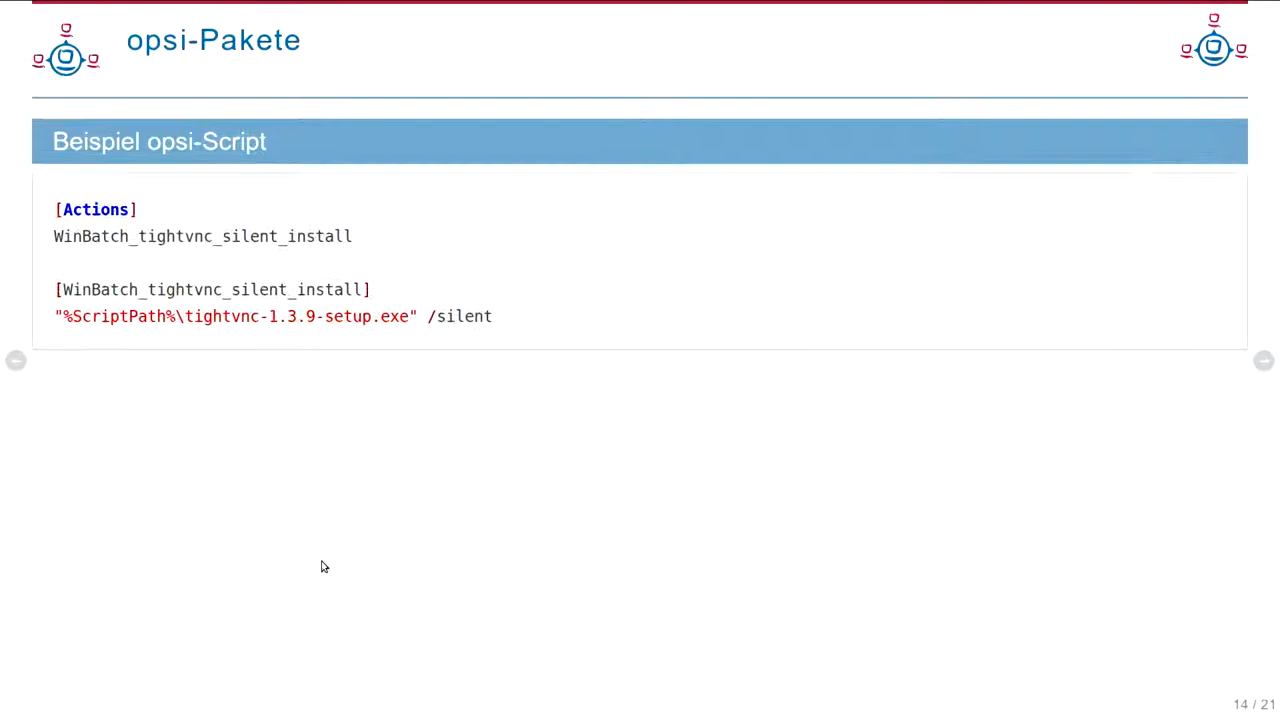 opsi-Pakete
Beispiel opsi-Script
[Actions]
WinBatch_tightvnc_silent_install
[WinBatch_tightvnc_silent_install]
"%ScriptPath%\tightvnc-1.3.9-setup.exe" /silent
14 / 21